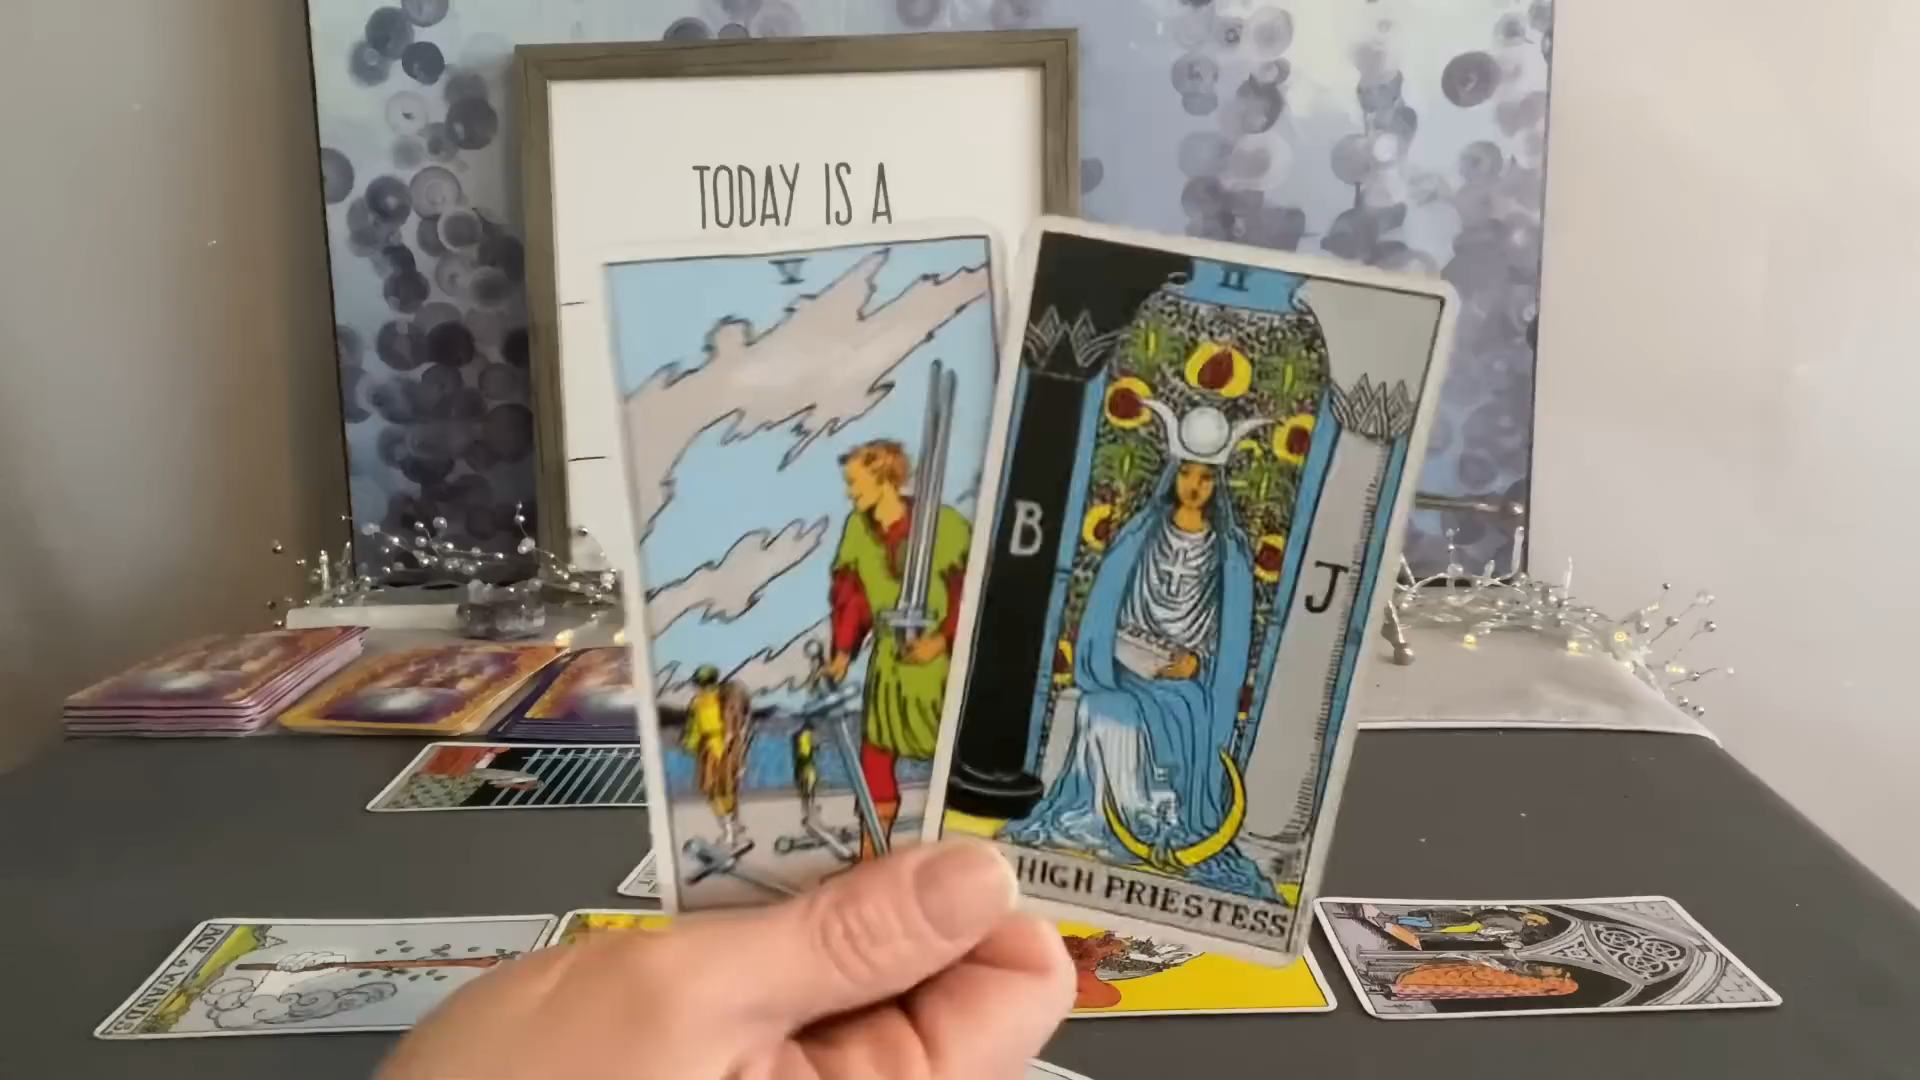 TODAY IS A
V
II
B
J
HIGH PRIESTESS
ACE of WANDS.